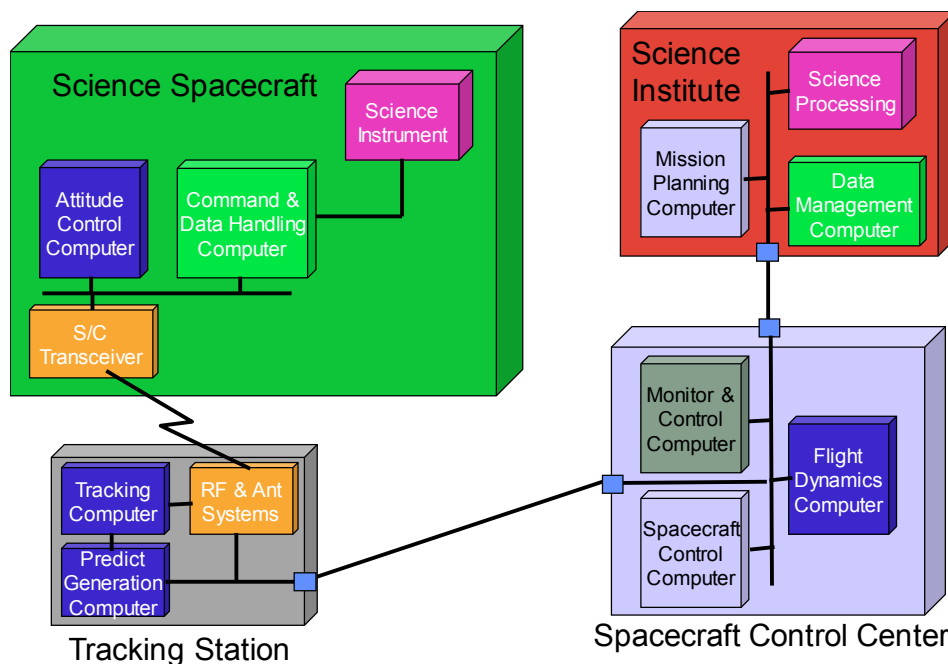 Science Spacecraft
Science
Instrument
Attitude
Control
Computer
Command &
Data Handling
Computer
S/C
Transceiver
Science
Institute
Science
Processing
Mission
Planning
Computer
Data
Management
Computer
Tracking
Computer
RF & Ant
Systems
Predict
Generation
Computer
Tracking Station
Monitor &
Control
Computer
Flight
Dynamics
Computer
Spacecraft
Control
Computer
Spacecraft Control Center